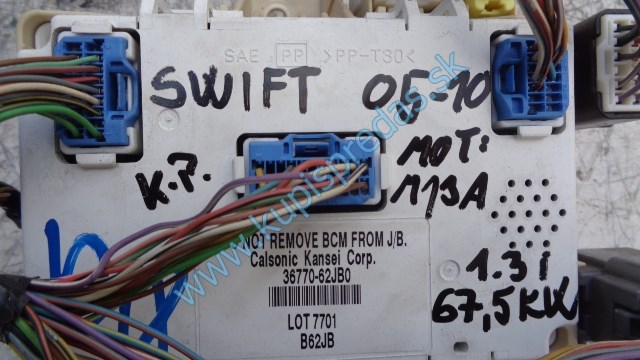 SAE PP >PP-T30<
SWIFT 05-10
K.P.
MOT:
M13A
NOT REMOVE BCM FROM J/B.
Calsonic Kansei Corp.
36770-62JB0
1.3i
67,5KW
LOT 7701
B62JB
www.kupispredas.sk